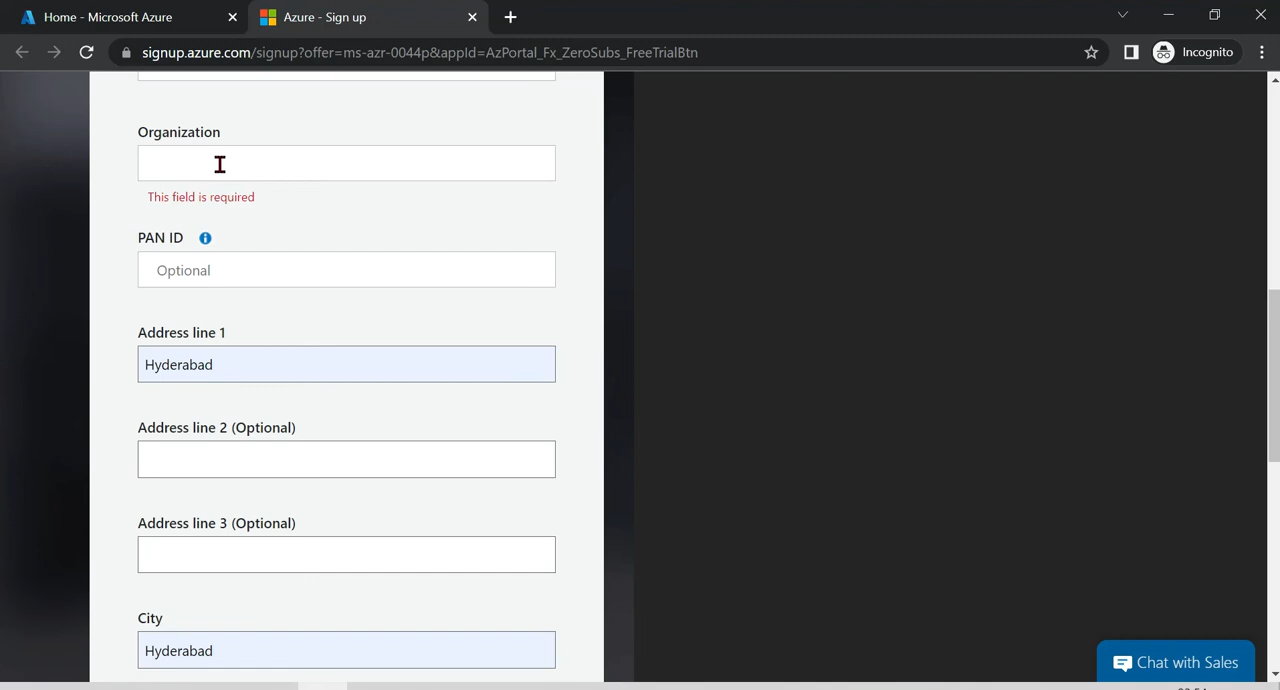 Home - Microsoft Azure
Azure - Sign up
signup.azure.com/signup?offer=ms-azr-0044p&appId=AzPortal_Fx_ZeroSubs_FreeTrialBtn
Incognito
Organization
This field is required
PAN ID
Optional
Address line 1
Hyderabad
Address line 2 (Optional)
Address line 3 (Optional)
City
Hyderabad
Chat with Sales